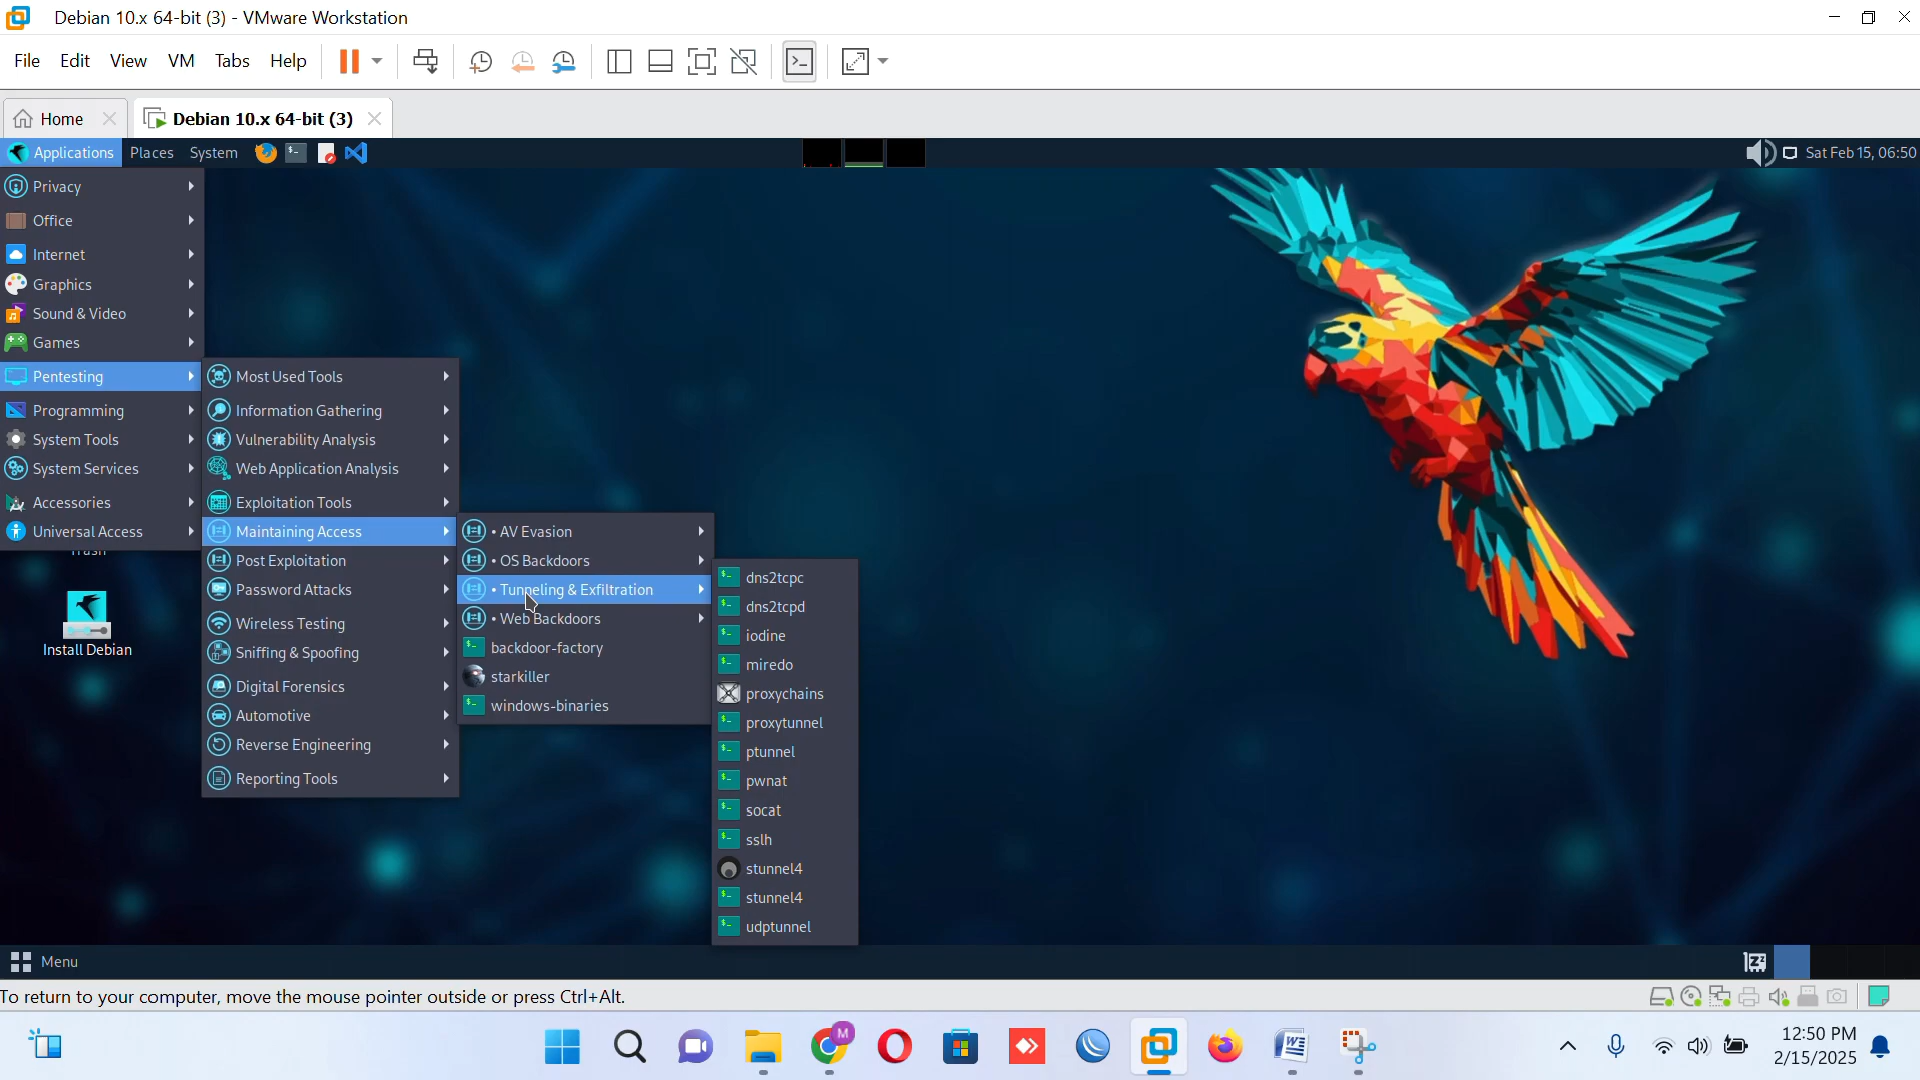 Debian 10.x 64-bit (3) - VMware Workstation
File Edit View VM Tabs Help
Home Debian 10.x 64-bit (3)
Applications Places System Sat Feb 15, 06:50
Privacy
Office
Internet
Graphics
Sound & Video
Games
Pentesting
Programming
System Tools
System Services
Accessories
Universal Access
Trash
Install Debian
Most Used Tools
Information Gathering
Vulnerability Analysis
Web Application Analysis
Exploitation Tools
Maintaining Access
Post Exploitation
Password Attacks
Wireless Testing
Sniffing & Spoofing
Digital Forensics
Automotive
Reverse Engineering
Reporting Tools
• AV Evasion
• OS Backdoors
• Tunneling & Exfiltration
• Web Backdoors
backdoor-factory
starkiller
windows-binaries
dns2tcpc
dns2tcpd
iodine
miredo
proxychains
proxytunnel
ptunnel
pwnat
socat
sslh
stunnel4
stunnel4
udptunnel
Menu
To return to your computer, move the mouse pointer outside or press Ctrl+Alt.
M
12:50 PM
2/15/2025